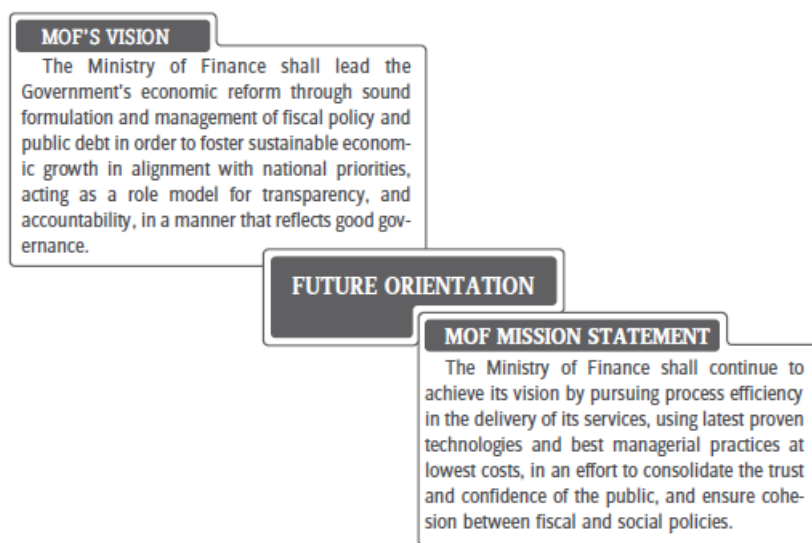 MOF'S VISION
The Ministry of Finance shall lead the
Government's economic reform through sound
formulation and management of fiscal policy and
public debt in order to foster sustainable econom-
ic growth in alignment with national priorities,
acting as a role model for transparency, and
accountability, in a manner that reflects good gov-
ernance.
FUTURE ORIENTATION
MOF MISSION STATEMENT
The Ministry of Finance shall continue to
achieve its vision by pursuing process efficiency
in the delivery of its services, using latest proven
technologies and best managerial practices at
lowest costs, in an effort to consolidate the trust
and confidence of the public, and ensure cohe-
sion between fiscal and social policies.